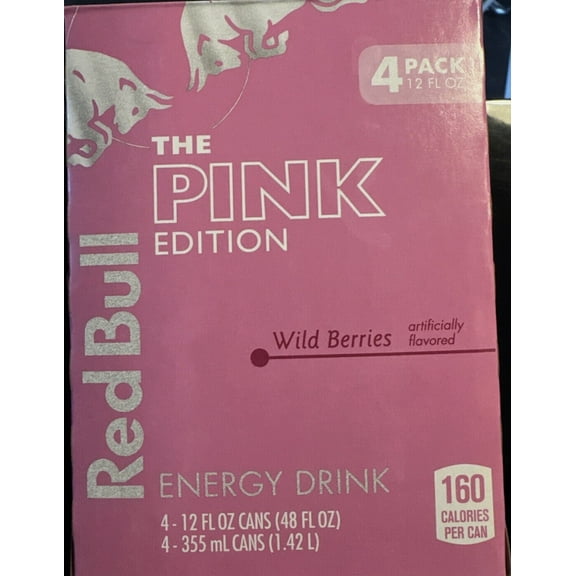 4 PACK
12 FL OZ
THE
PINK
EDITION
Red Bull
Wild Berries
artificially
flavored
ENERGY DRINK
4 - 12 FL OZ CANS (48 FL OZ)
4 - 355 mL CANS (1.42 L)
160
CALORIES
PER CAN